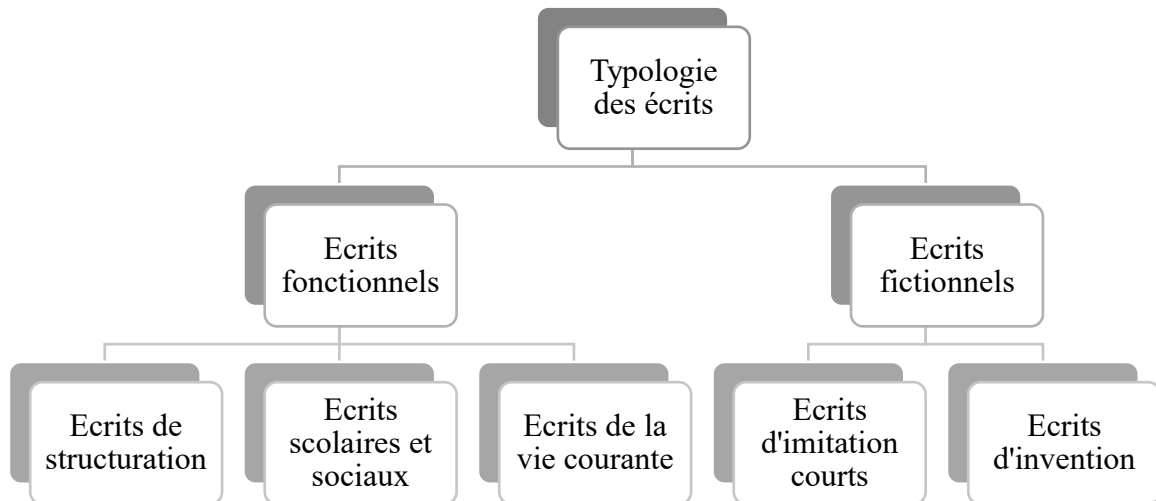 Typologie
des écrits
Ecrits
fonctionnels
Ecrits
fictionnels
Ecrits de
structuration
Ecrits
scolaires et
sociaux
Ecrits de la
vie courante
Ecrits
d'imitation
courts
Ecrits
d'invention